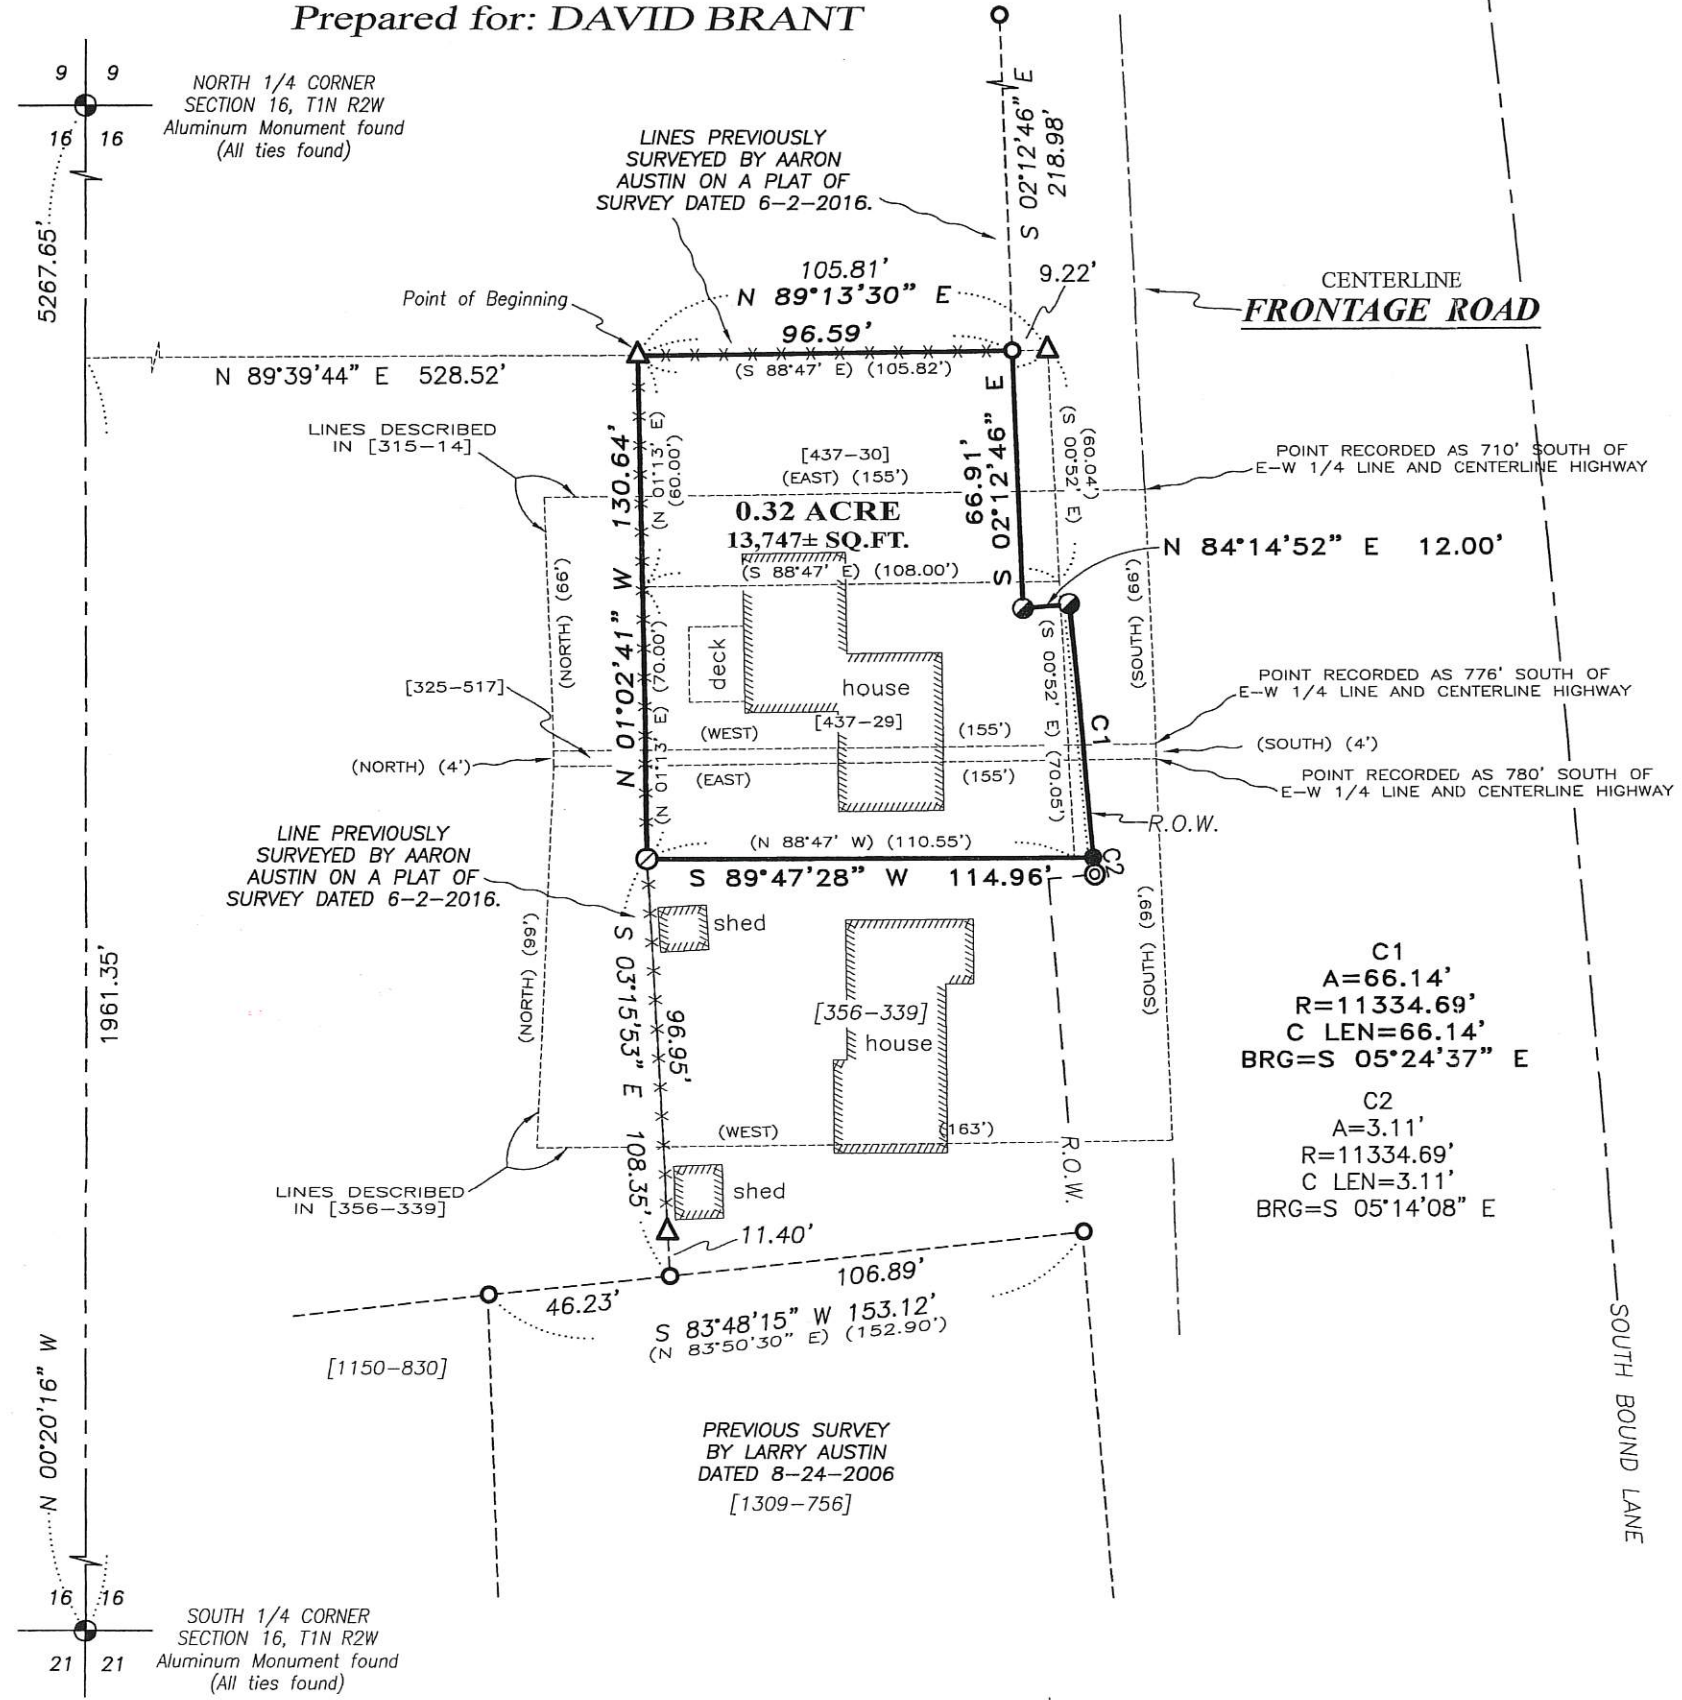 Prepared for: DAVID BRANT
9 9
NORTH 1/4 CORNER
SECTION 16, T1N R2W
Aluminum Monument found
(All ties found)
16 16
5267.65'
LINES PREVIOUSLY
SURVEYED BY AARON
AUSTIN ON A PLAT OF
SURVEY DATED 6-2-2016.
S 02°12'46" E
218.98'
105.81'
N 89°13'30" E
96.59'
(S 88°47' E) (105.82')
9.22'
Point of Beginning
CENTERLINE
FRONTAGE ROAD
N 89°39'44" E 528.52'
LINES DESCRIBED
IN [315-14]
N 01°02'41" W 130.64'
(N 01°13' E)
(60.00')
[437-30]
(EAST) (155')
0.32 ACRE
13,747± SQ.FT.
(S 88°47' E) (108.00')
66.91'
S 02°12'46" E
(S 00°52' E)
(60.04')
POINT RECORDED AS 710' SOUTH OF
E-W 1/4 LINE AND CENTERLINE HIGHWAY
N 84°14'52" E 12.00'
(NORTH) (66')
(N 01°13' E) (70.00')
deck
house
[437-29]
(S 00°52' E) (70.05')
C1
(SOUTH) (66')
POINT RECORDED AS 776' SOUTH OF
E-W 1/4 LINE AND CENTERLINE HIGHWAY
[325-517]
(WEST) (155')
(SOUTH) (4')
(NORTH) (4')
(EAST) (155')
POINT RECORDED AS 780' SOUTH OF
E-W 1/4 LINE AND CENTERLINE HIGHWAY
R.O.W.
LINE PREVIOUSLY
SURVEYED BY AARON
AUSTIN ON A PLAT OF
SURVEY DATED 6-2-2016.
(N 88°47' W) (110.55')
S 89°47'28" W 114.96'
C2
shed
(NORTH) (99')
S 03°15'53" E 108.35'
96.95'
[356-339]
house
(SOUTH) (99')
1961.35'
C1
A=66.14'
R=11334.69'
C LEN=66.14'
BRG=S 05°24'37" E
C2
A=3.11'
R=11334.69'
C LEN=3.11'
BRG=S 05°14'08" E
(WEST) (163')
R.O.W.
LINES DESCRIBED
IN [356-339]
shed
11.40'
46.23'
106.89'
S 83°48'15" W 153.12'
(N 83°50'30" E) (152.90')
[1150-830]
SOUTH BOUND LANE
N 00°20'16" W
PREVIOUS SURVEY
BY LARRY AUSTIN
DATED 8-24-2006
[1309-756]
16 16
SOUTH 1/4 CORNER
SECTION 16, T1N R2W
Aluminum Monument found
(All ties found)
21 21